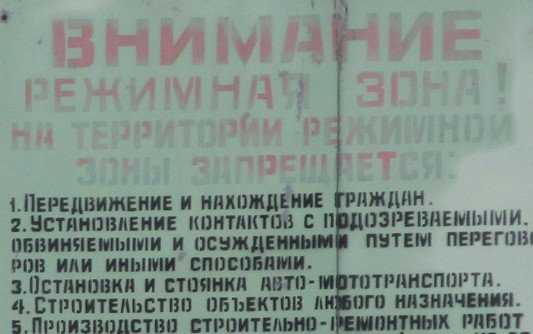 ВНИМАНИЕ
РЕЖИМНАЯ ЗОНА!
НА ТЕРРИТОРИИ РЕЖИМНОЙ
ЗОНЫ ЗАПРЕЩАЕТСЯ:
1. ПЕРЕДВИЖЕНИЕ И НАХОЖДЕНИЕ ГРАЖДАН.
2. УСТАНОВЛЕНИЕ КОНТАКТОВ С ПОДОЗРЕВАЕМЫМИ.
ОБВИНЯЕМЫМИ И ОСУЖДЕННЫМИ ПУТЕМ ПЕРЕГОВО
РОВ ИЛИ ИНЫМИ СПОСОБАМИ.
3. ОСТАНОВКА И СТОЯНКА АВТО-МОТОТРАНСПОРТА.
4. СТРОИТЕЛЬСТВО ОБЪЕКТОВ ЛЮБОГО НАЗНАЧЕНИЯ.
5. ПРОИЗВОДСТВО СТРОИТЕЛЬНО-РЕМОНТНЫХ РАБОТ